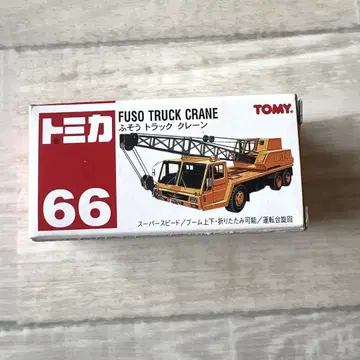 トミカ
66
FUSO TRUCK CRANE
ふそう トラック クレーン
TOMY
スーパースピード/ブーム上下・折りたたみ可能/運転台旋回